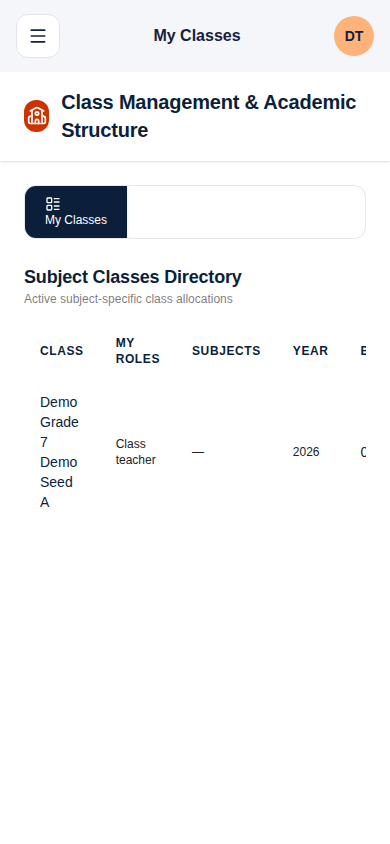 My Classes
DT
Class Management & Academic
Structure
My Classes
Subject Classes Directory
Active subject-specific class allocations
CLASS
MY
ROLES
SUBJECTS
YEAR
Demo
Grade
7
Demo
Seed
A
Class
teacher
—
2026